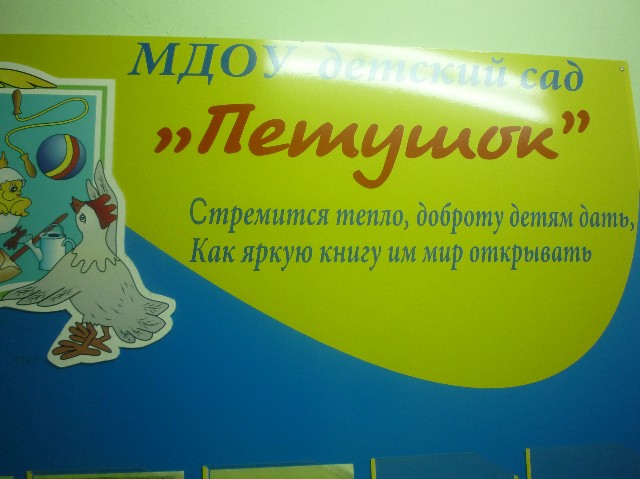 МДОУ детский сад
„Петушок”
Стремится тепло, доброту детям дать,
Как яркую книгу им мир открывать